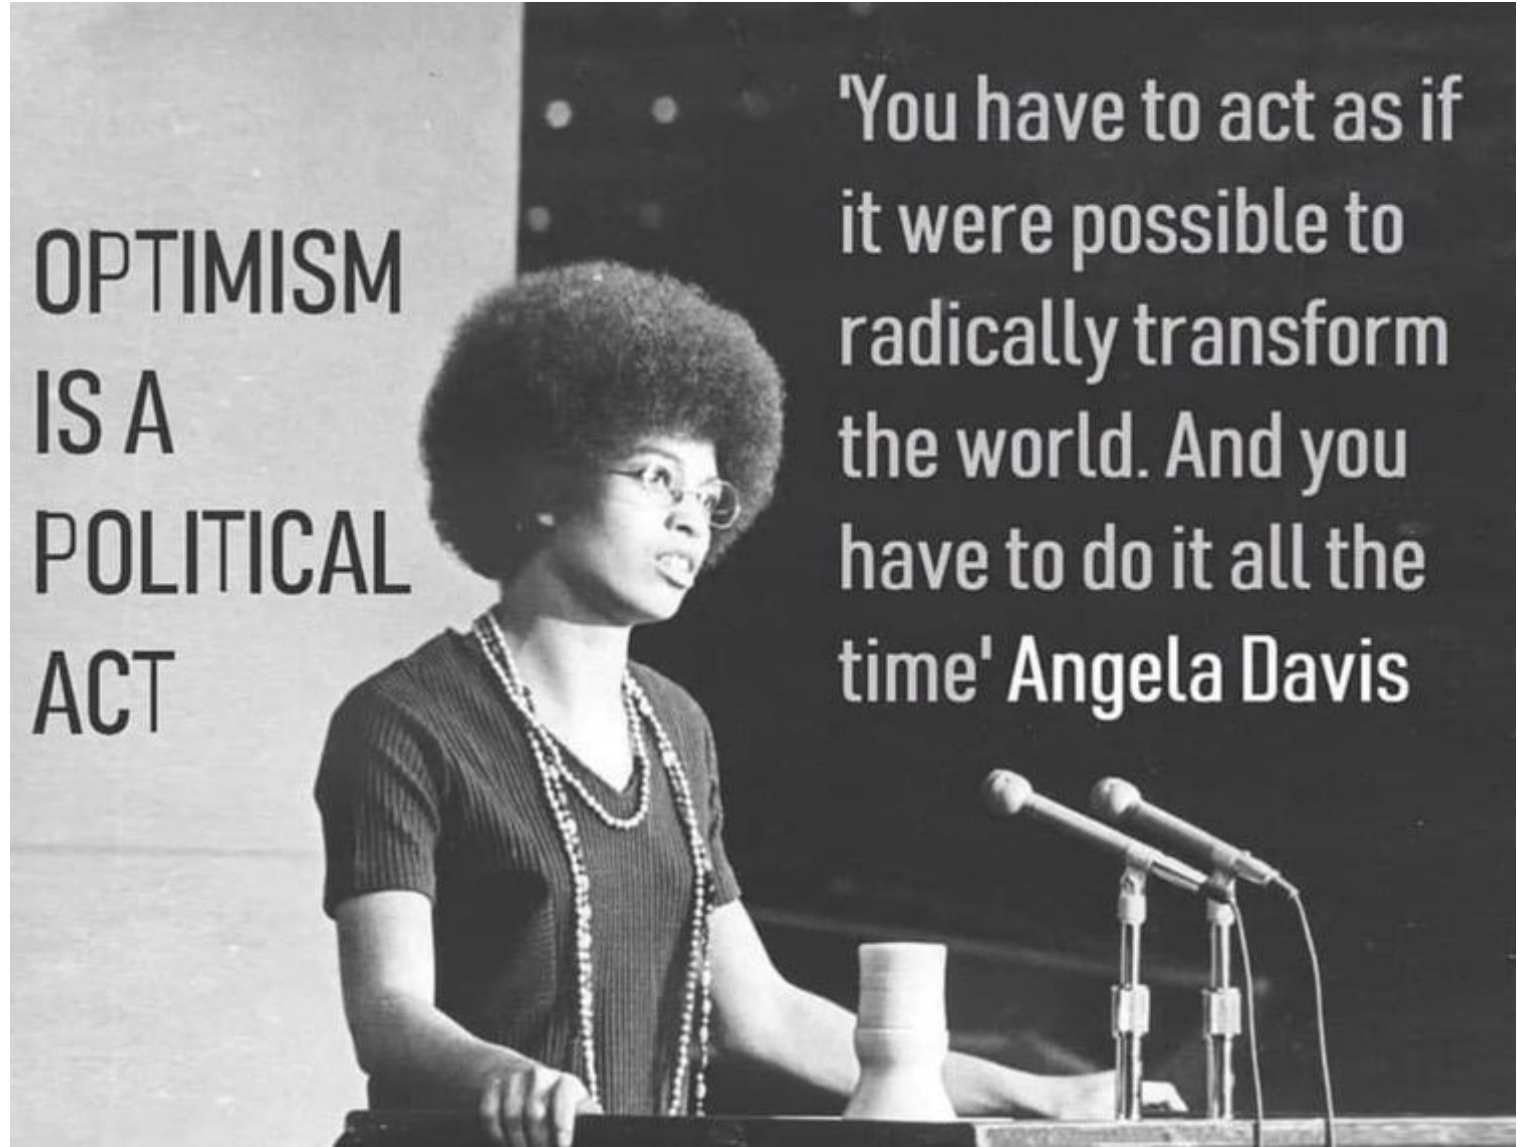 OPTIMISM
IS A
POLITICAL
ACT
'You have to act as if
it were possible to
radically transform
the world. And you
have to do it all the
time' Angela Davis